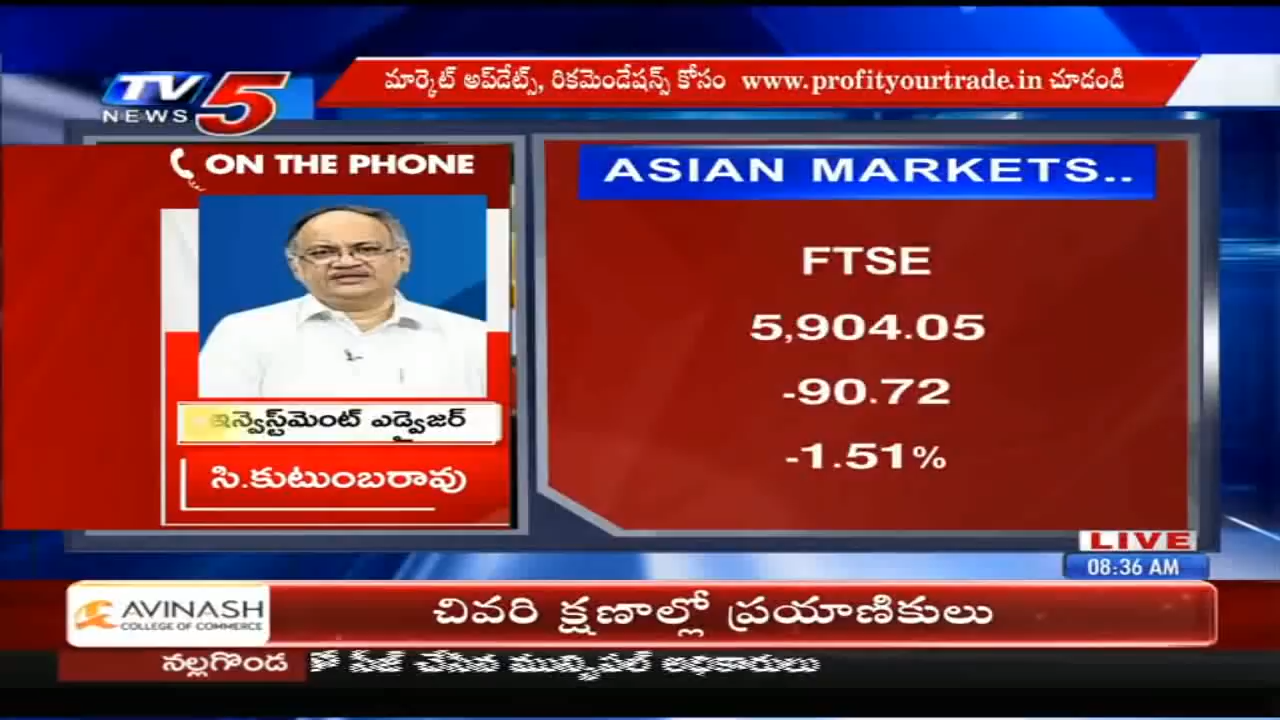 TV5
NEWS
మార్కెట్ అప్‌డేట్స్, రికమెండేషన్స్ కోసం www.profityourtrade.in చూడండి
ON THE PHONE
ఇన్వెస్ట్‌మెంట్ ఎడ్వైజర్
సి.కుటుంబరావు
ASIAN MARKETS..
FTSE
5,904.05
-90.72
-1.51%
LIVE
08:36 AM
AVINASH
COLLEGE OF COMMERCE
చివరి క్షణాల్లో ప్రయాణికులు
నల్లగొండ
చేసిన మున్సిపల్ అధికారులు